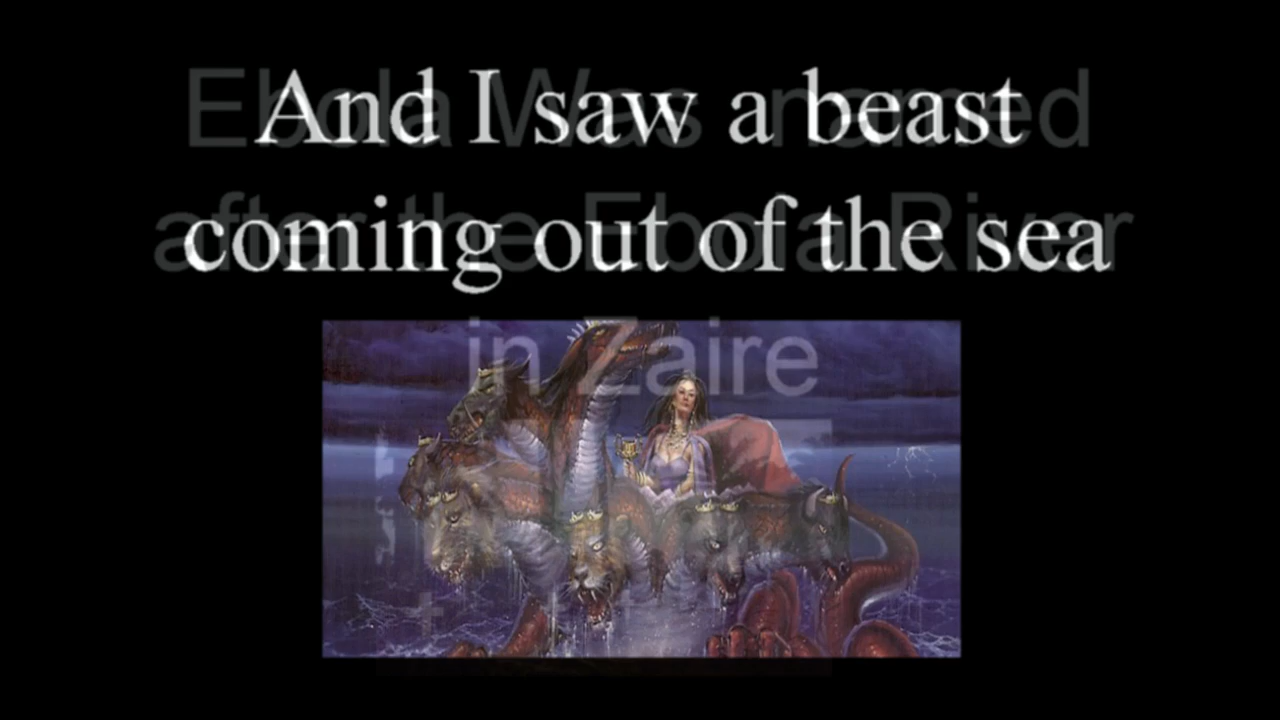 And I saw a beast
coming out of the sea
Ebola Was named
after the Ebola River
in Zaire